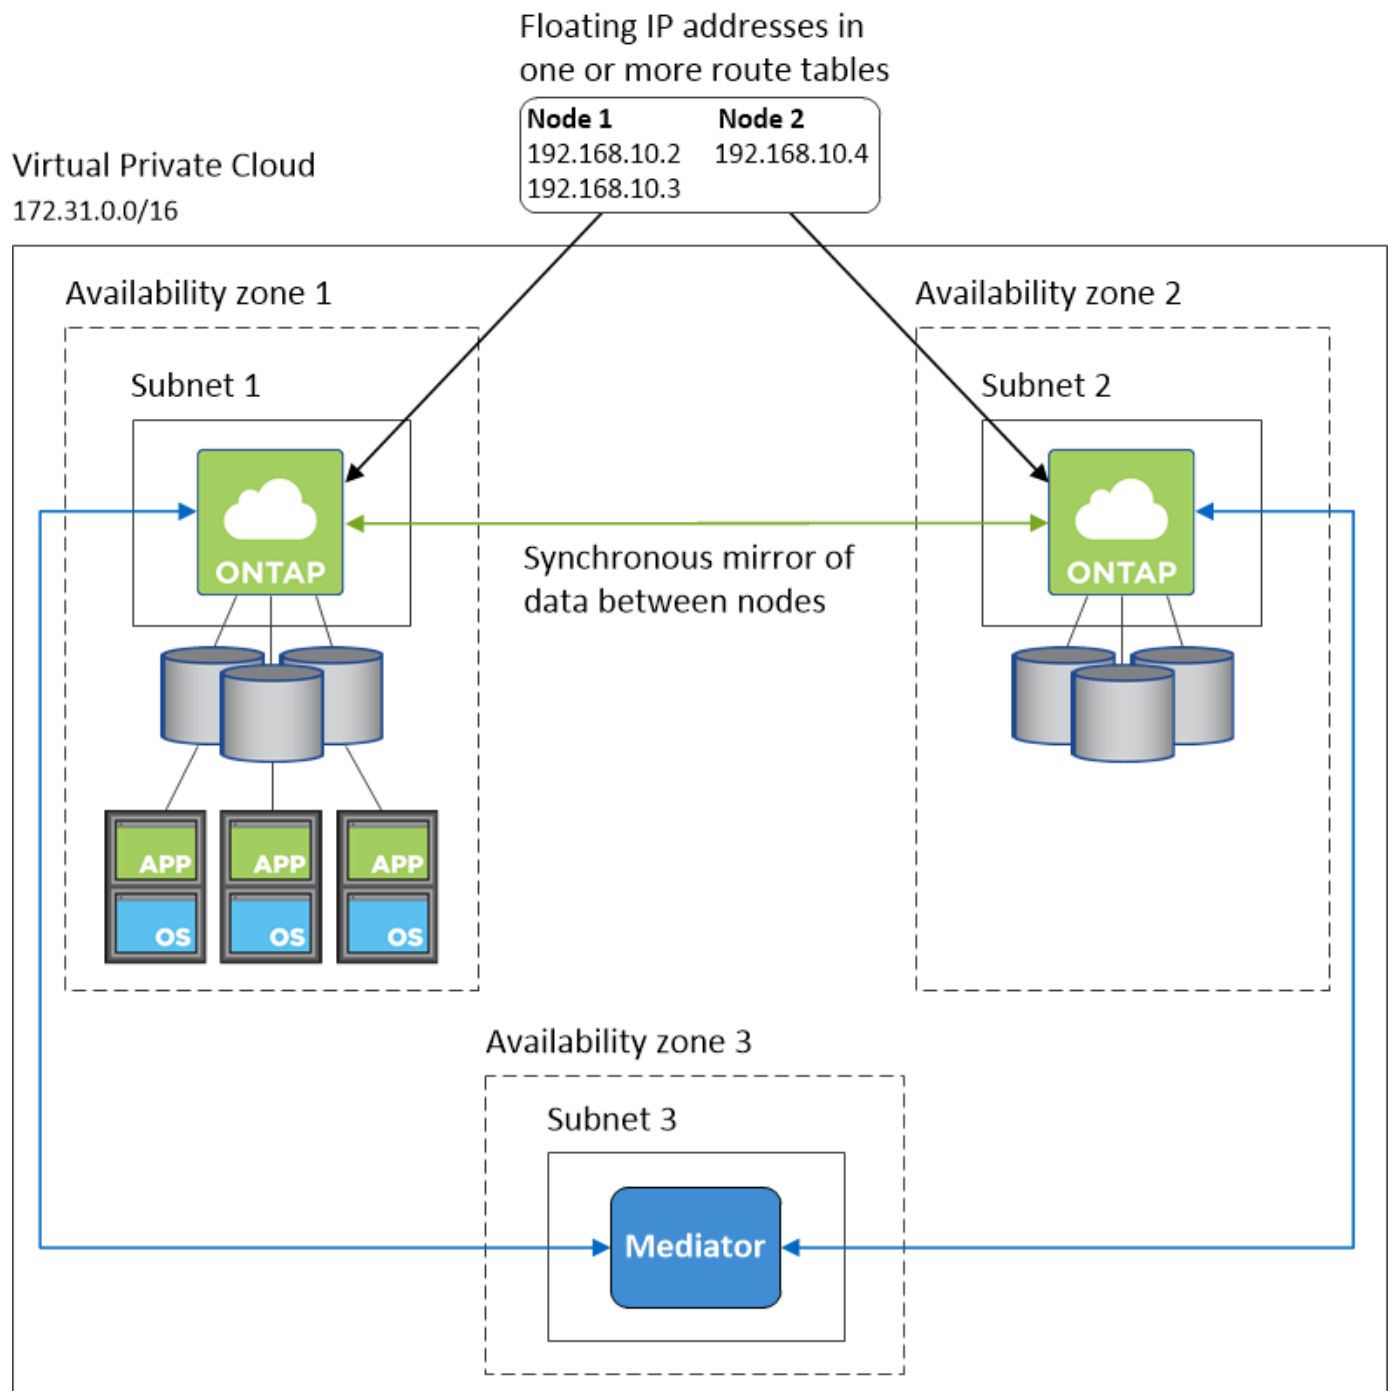 Floating IP addresses in
one or more route tables
Node 1 Node 2
192.168.10.2 192.168.10.4
192.168.10.3
Virtual Private Cloud
172.31.0.0/16
Availability zone 1
Availability zone 2
Subnet 1
Subnet 2
ONTAP
ONTAP
Synchronous mirror of
data between nodes
APP
APP
APP
OS
OS
OS
Availability zone 3
Subnet 3
Mediator